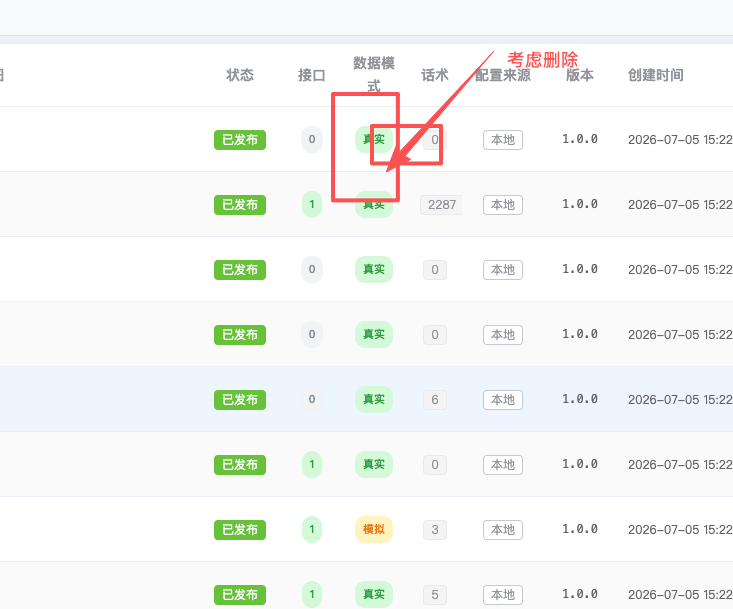 考虑删除
状态 接口 数据模式 话术 配置来源 版本 创建时间
已发布 0 真实 0 本地 1.0.0 2026-07-05 15:22
已发布 1 真实 2287 本地 1.0.0 2026-07-05 15:22
已发布 0 真实 0 本地 1.0.0 2026-07-05 15:22
已发布 0 真实 0 本地 1.0.0 2026-07-05 15:22
已发布 0 真实 6 本地 1.0.0 2026-07-05 15:22
已发布 1 真实 0 本地 1.0.0 2026-07-05 15:22
已发布 1 模拟 3 本地 1.0.0 2026-07-05 15:22
已发布 1 真实 5 本地 1.0.0 2026-07-05 15:22